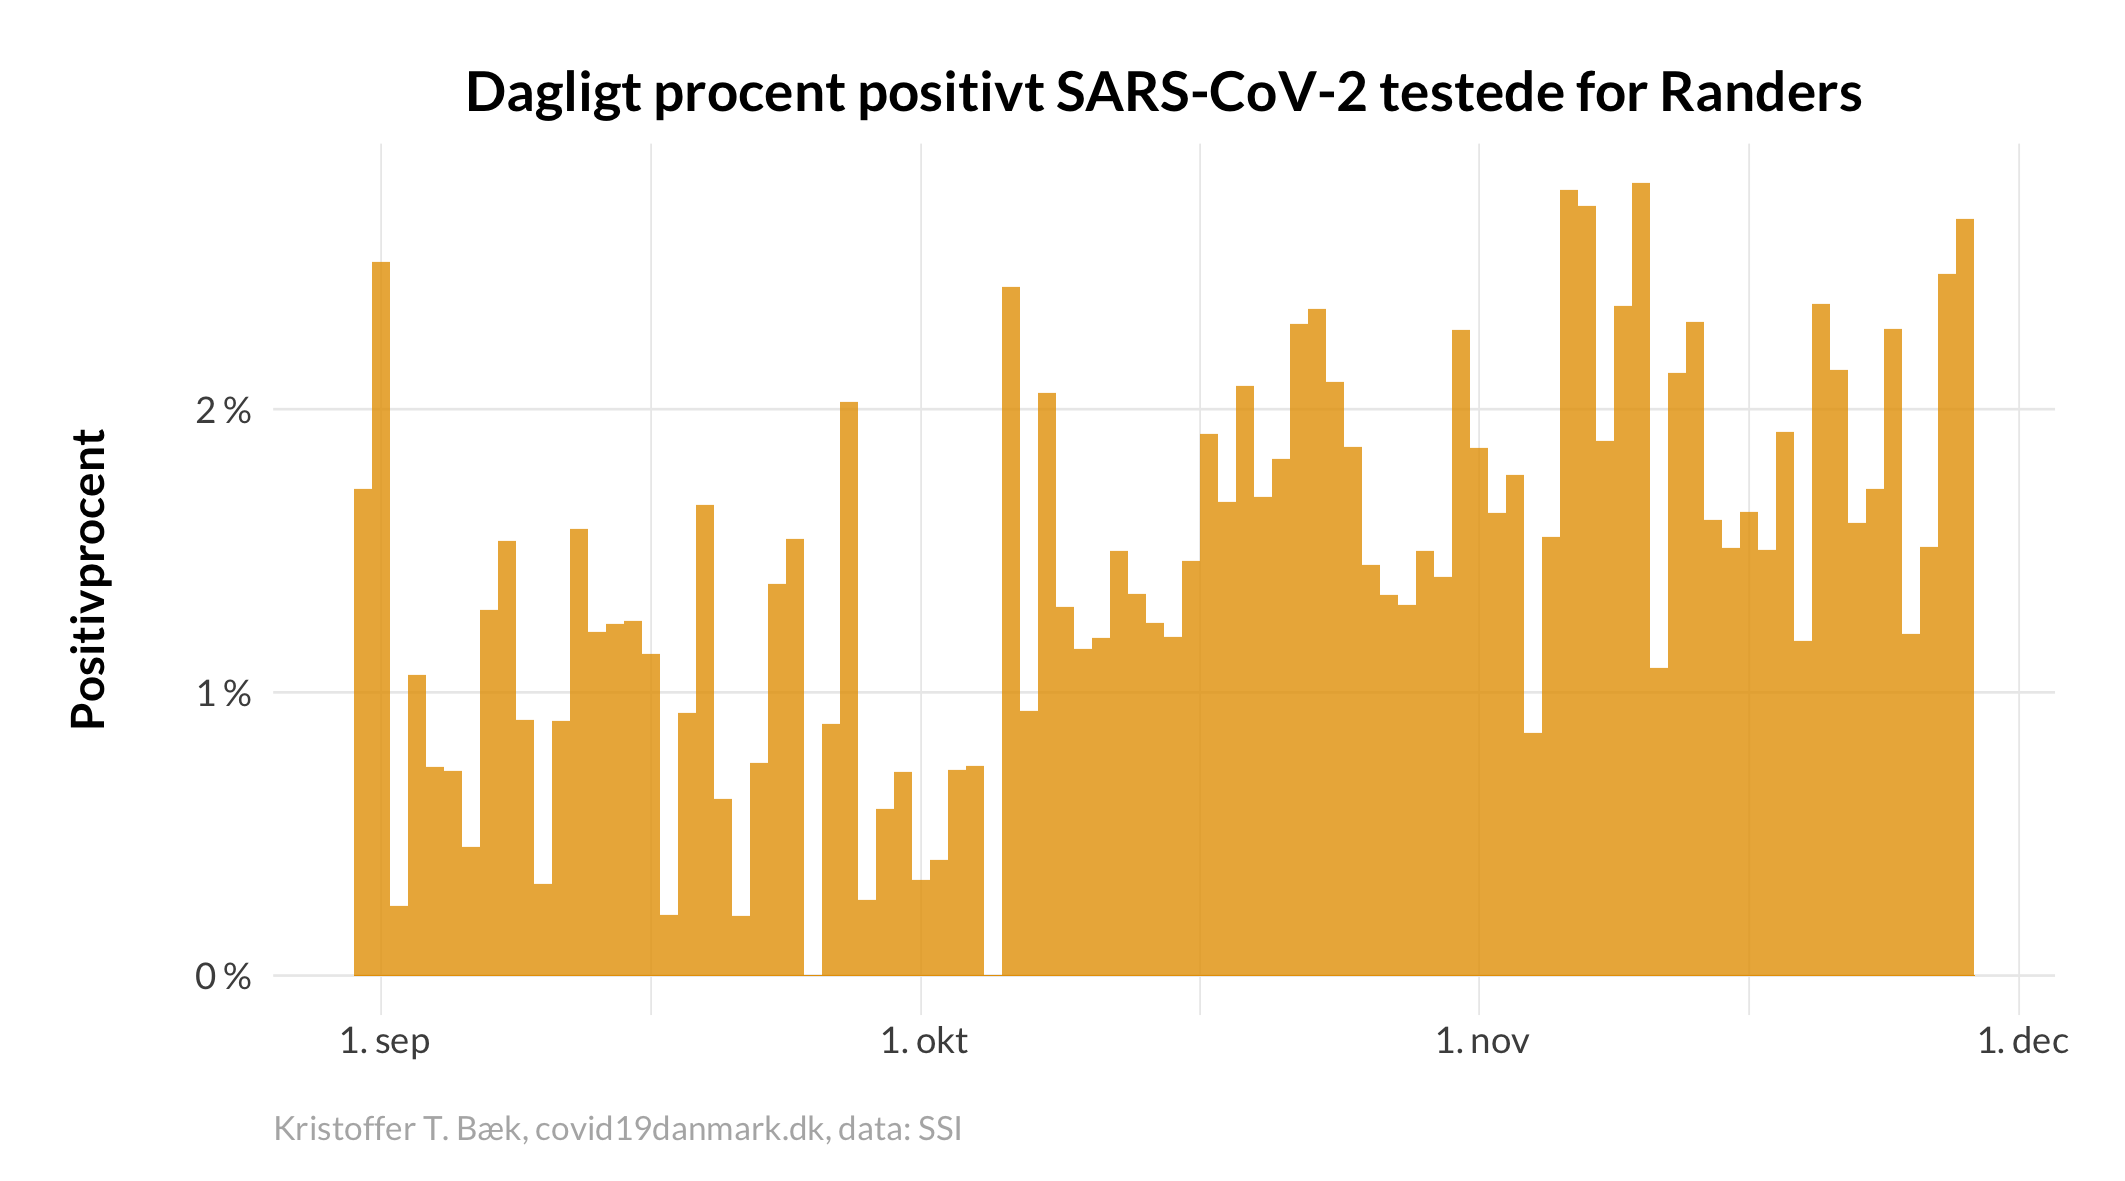 Dagligt procent positivt SARS-CoV-2 testede for Randers
Positivprocent
2 %
1 %
0 %
1. sep
1. okt
1. nov
1. dec
Kristoffer T. Bæk, covid19danmark.dk, data: SSI